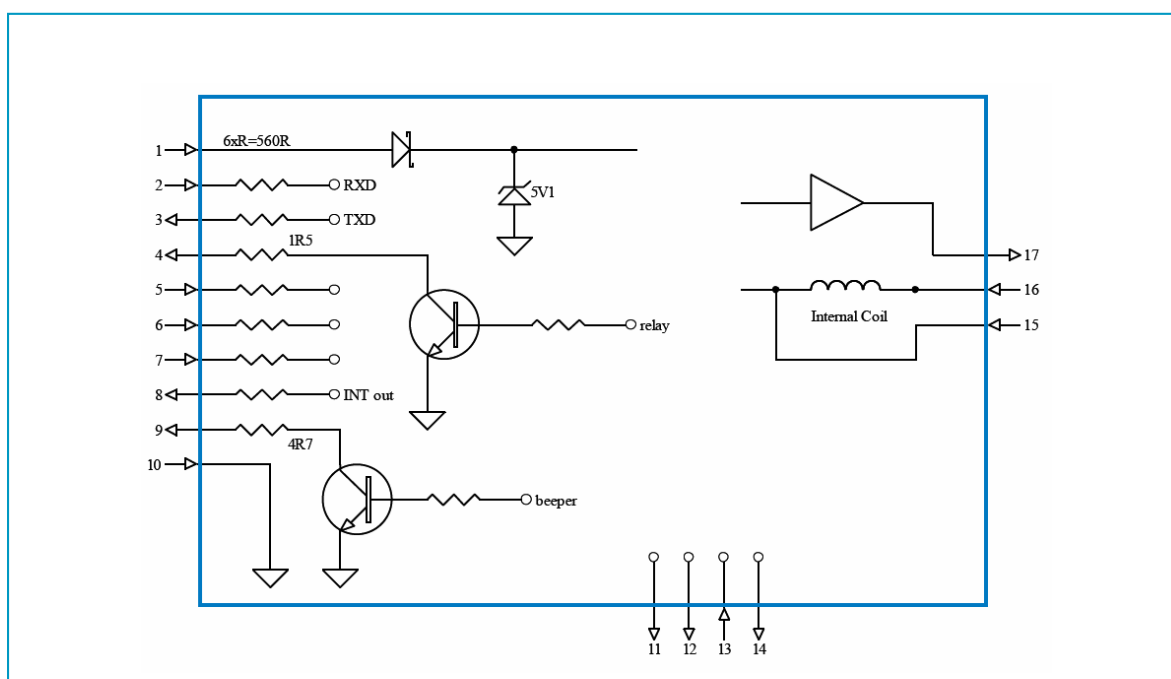 1
6xR=560R
2
RXD
5V1
3
TXD
4
1R5
17
5
16
Internal Coil
6
relay
15
7
8
INT out
9
4R7
10
beeper
11 12 13 14